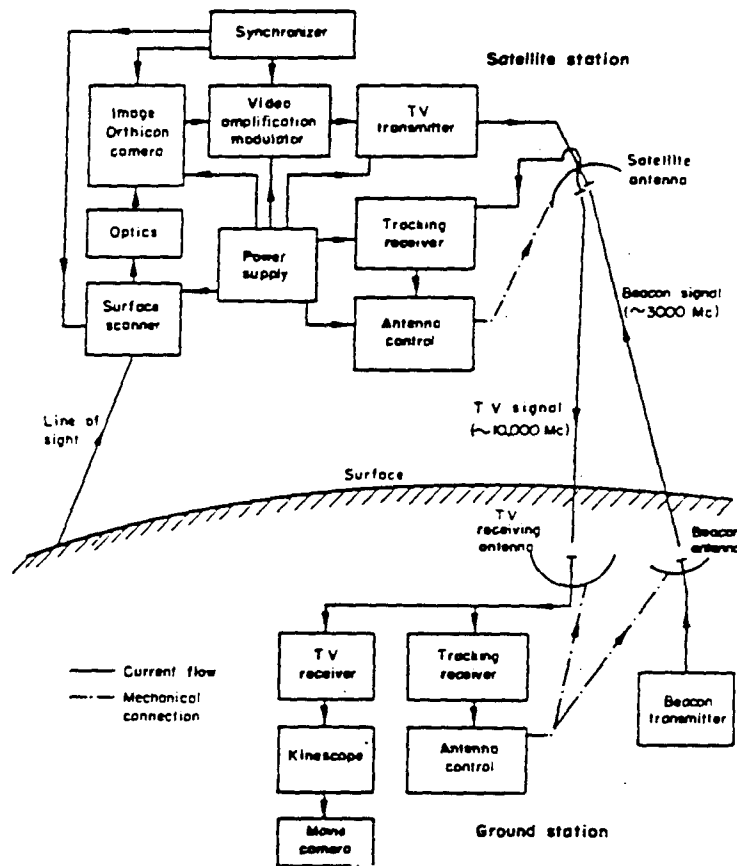 Synchronizer
Satellite station
Image
Orthicon
camera
Video
amplification
modulator
TV
transmitter
Satellite
antenna
Optics
Power
supply
Tracking
receiver
Surface
scanner
Antenna
control
Beacon signal
(~3000 Mc)
Line of
sight
TV signal
(~10,000 Mc)
Surface
TV
receiving
antenna
Beacon
antenna
TV
receiver
Tracking
receiver
Current flow
Mechanical
connection
Beacon
transmitter
Kinescope
Antenna
control
Movie
camera
Ground station